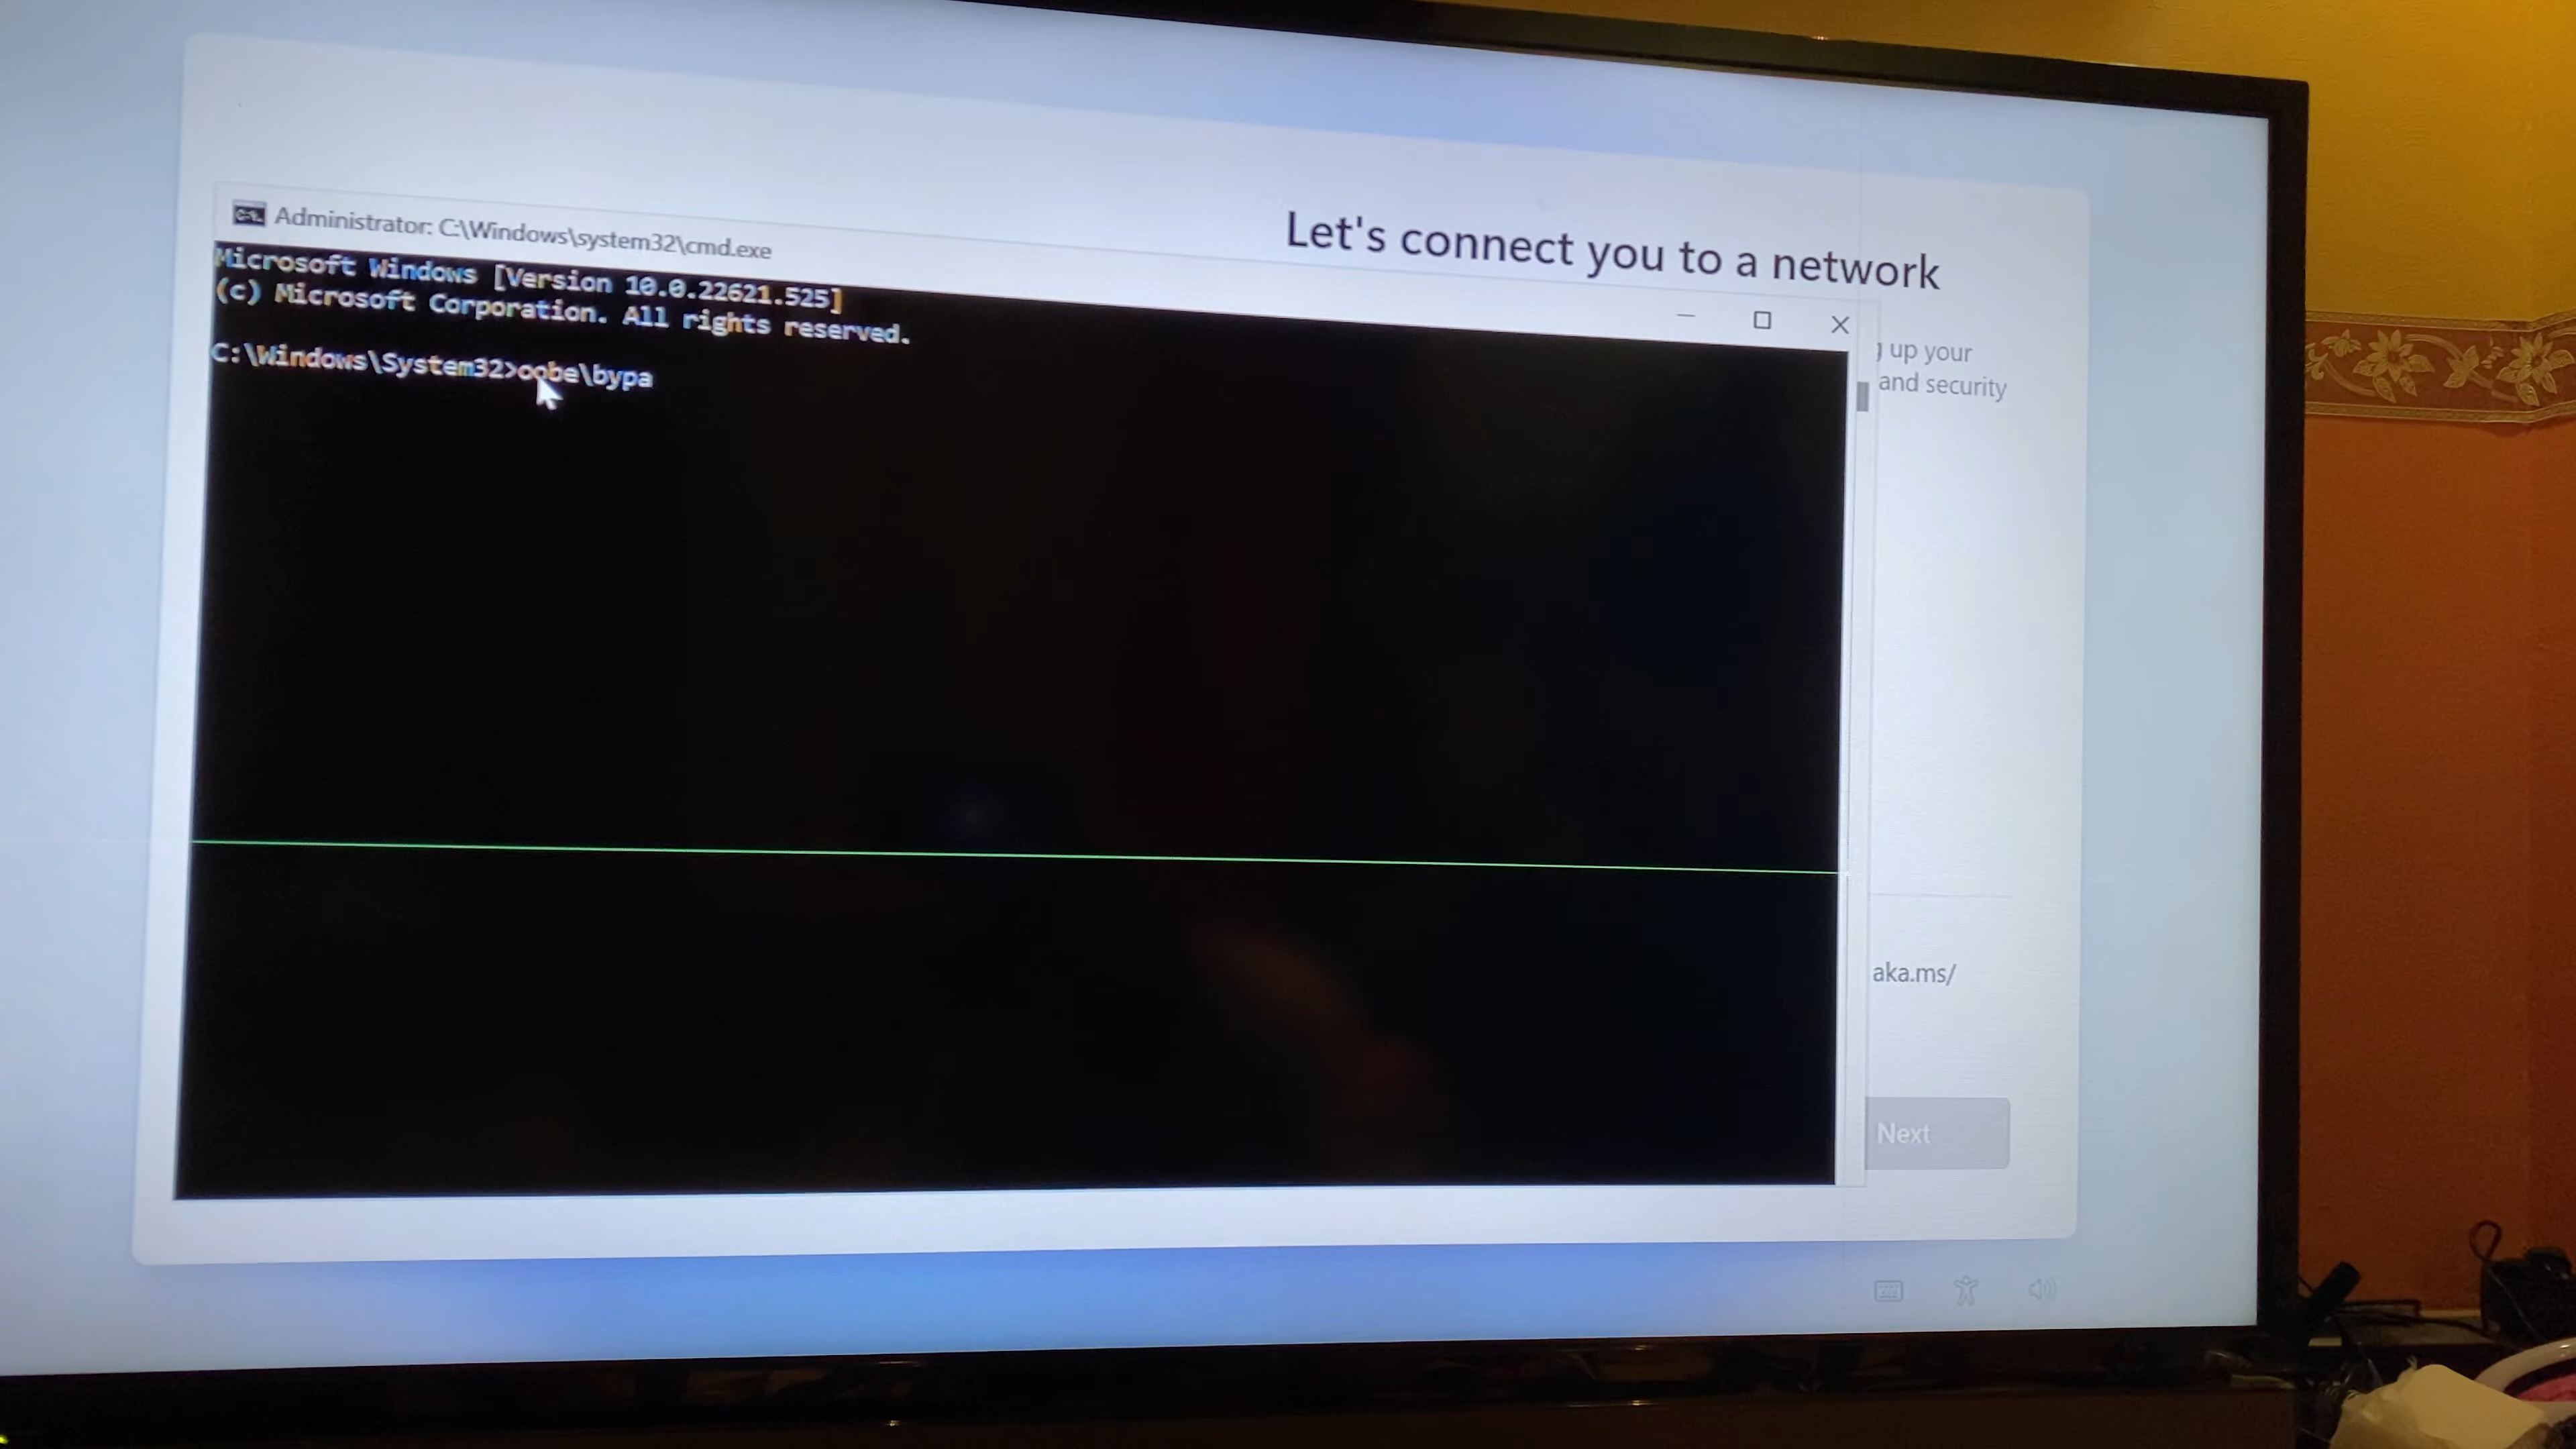 Let's connect you to a network
Administrator: C:\Windows\system32\cmd.exe
Microsoft Windows [Version 10.0.22621.525]
(c) Microsoft Corporation. All rights reserved.
C:\Windows\System32>oobe\bypa
up your
and security
aka.ms/
Next